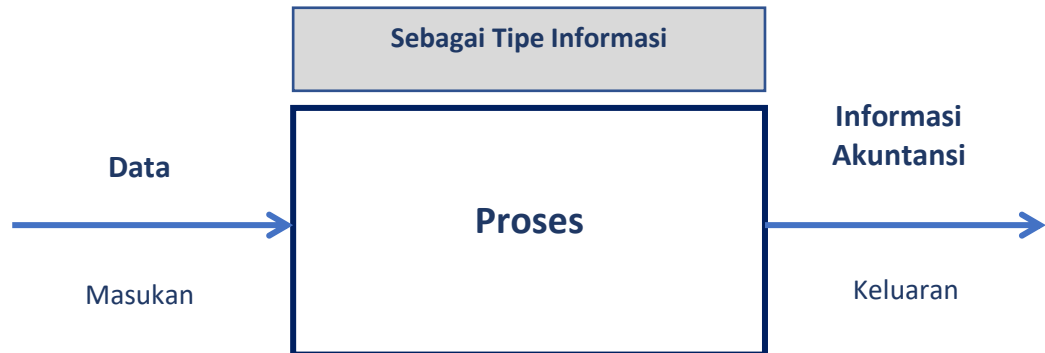 Sebagai Tipe Informasi
Informasi
Akuntansi
Data
Proses
Masukan
Keluaran